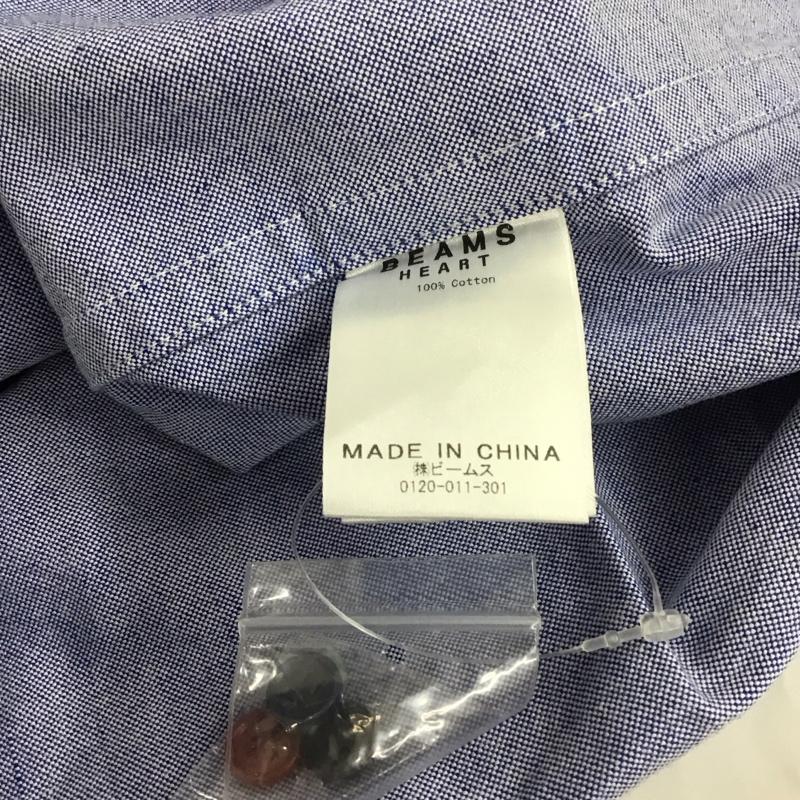 BEAMS
HEART
100% Cotton
MADE IN CHINA
㈱ビームス
0120-011-301